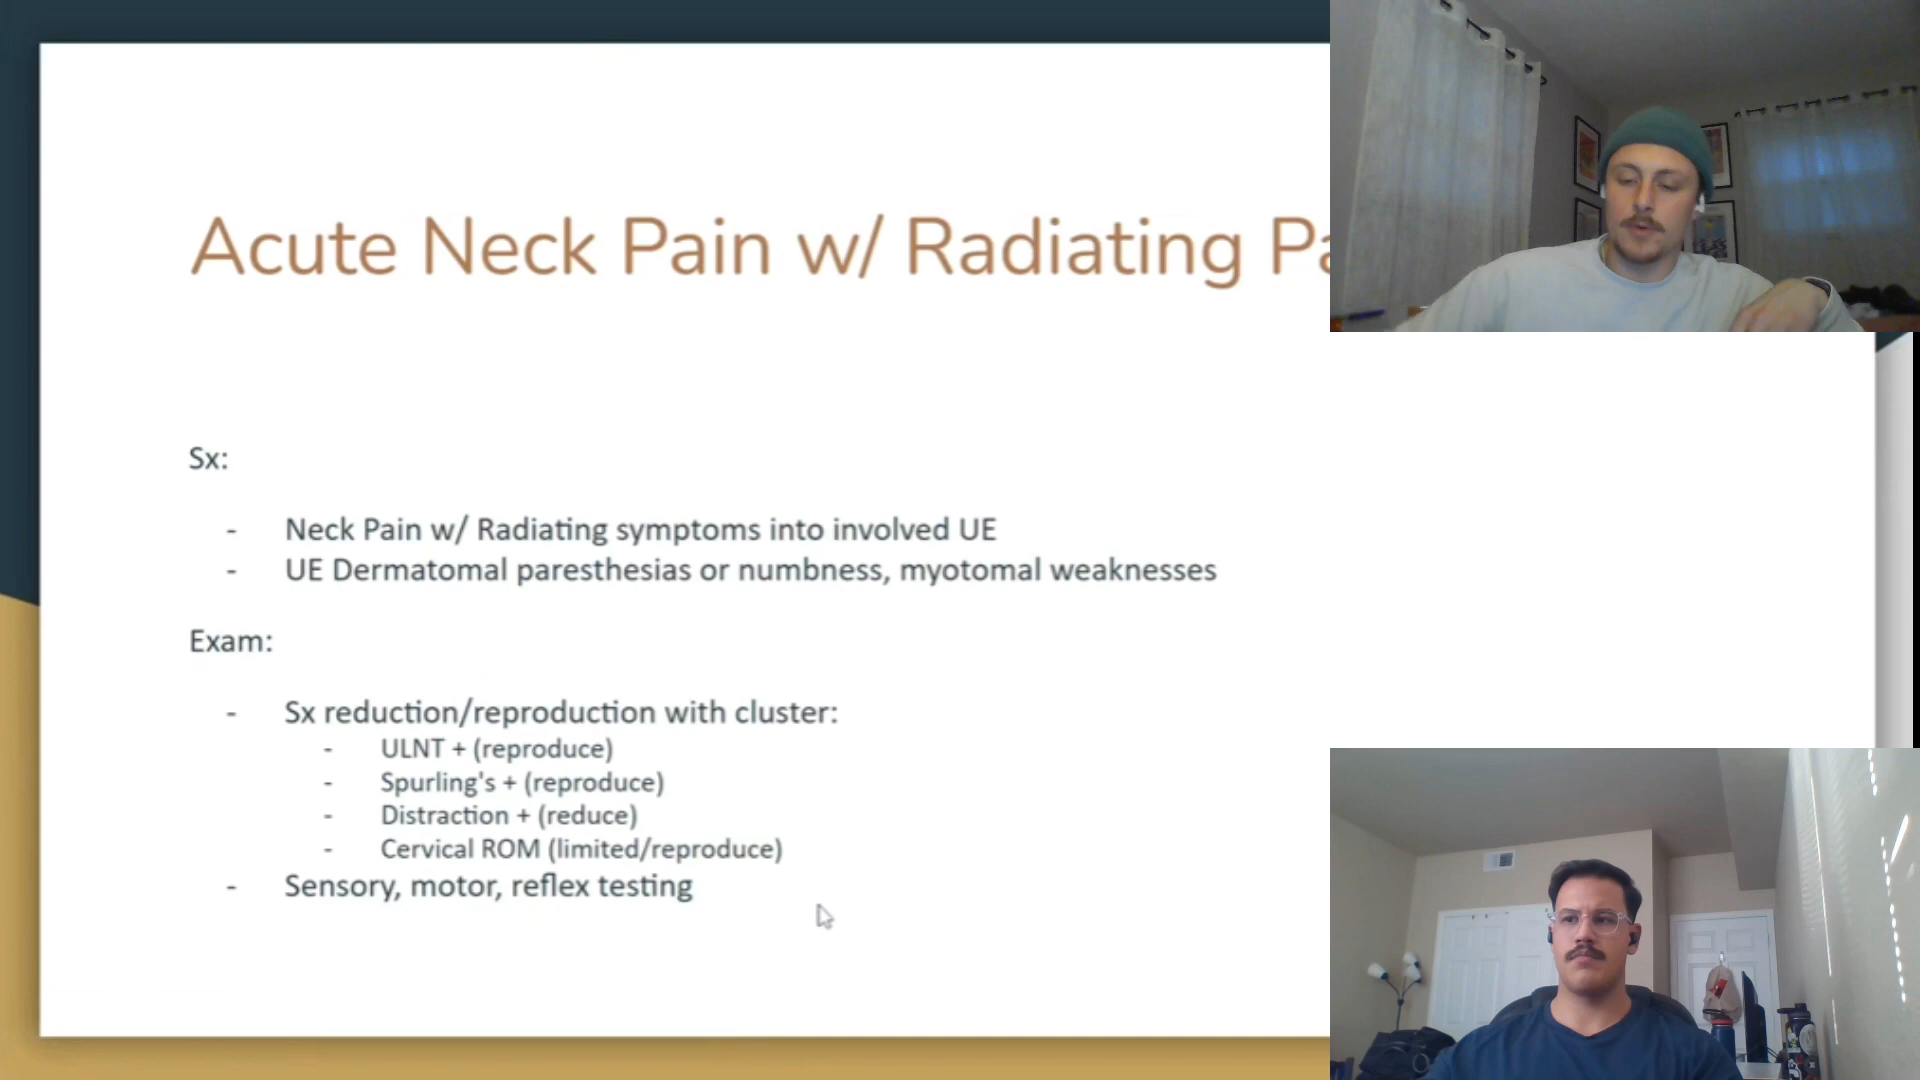 Acute Neck Pain w/ Radiating Pa
Sx:
- Neck Pain w/ Radiating symptoms into involved UE
- UE Dermatomal paresthesias or numbness, myotomal weaknesses
Exam:
- Sx reduction/reproduction with cluster:
- ULNT + (reproduce)
- Spurling's + (reproduce)
- Distraction + (reduce)
- Cervical ROM (limited/reproduce)
- Sensory, motor, reflex testing